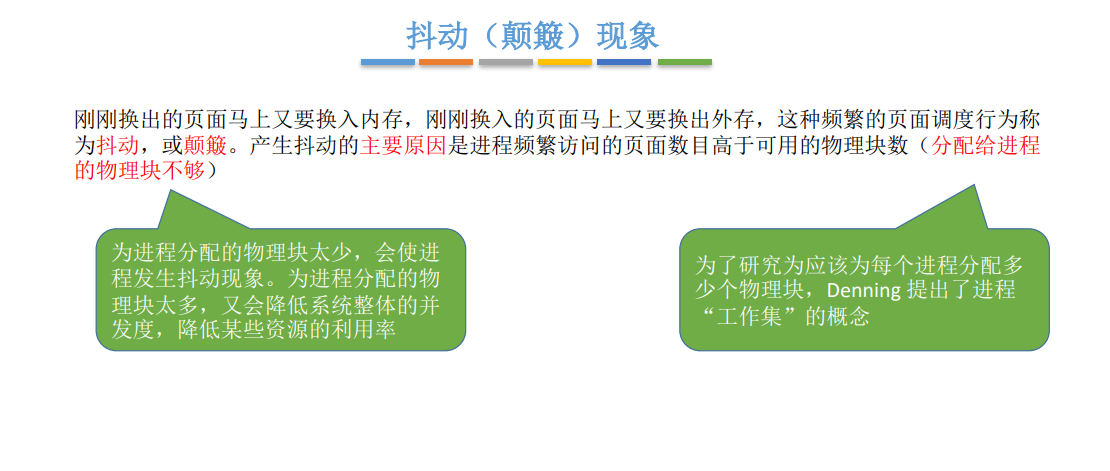 抖动（颠簸）现象
刚刚换出的页面马上又要换入内存，刚刚换入的页面马上又要换出外存，这种频繁的页面调度行为称
为抖动，或颠簸。产生抖动的主要原因是进程频繁访问的页面数目高于可用的物理块数（分配给进程
的物理块不够）
为进程分配的物理块太少，会使进
程发生抖动现象。为进程分配的物
理块太多，又会降低系统整体的并
发度，降低某些资源的利用率
为了研究为应该为每个进程分配多
少个物理块，Denning 提出了进程
“工作集”的概念